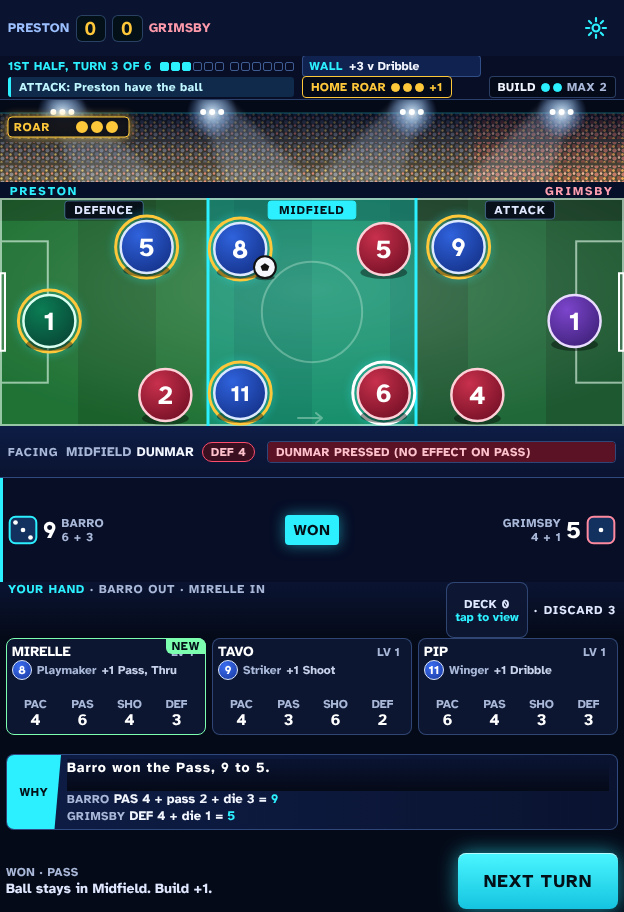 PRESTON 0 0 GRIMSBY
1ST HALF, TURN 3 OF 6
WALL +3 v Dribble
ATTACK: Preston have the ball
HOME ROAR +1
BUILD MAX 2
ROAR
PRESTON GRIMSBY
DEFENCE MIDFIELD ATTACK
5 8 5 9
1 1
2 11 6 4
FACING MIDFIELD DUNMAR DEF 4 DUNMAR PRESSED (NO EFFECT ON PASS)
9 BARRO
6 + 3
WON
GRIMSBY
4 + 1
5
YOUR HAND · BARRO OUT · MIRELLE IN
DECK 0
tap to view
· DISCARD 3
MIRELLE NEW
8 Playmaker +1 Pass, Thru
PAC PAS SHO DEF
4 6 4 3
TAVO LV 1
9 Striker +1 Shoot
PAC PAS SHO DEF
4 3 6 2
PIP LV 1
11 Winger +1 Dribble
PAC PAS SHO DEF
6 4 3 3
WHY
Barro won the Pass, 9 to 5.
BARRO PAS 4 + pass 2 + die 3 = 9
GRIMSBY DEF 4 + die 1 = 5
WON · PASS
Ball stays in Midfield. Build +1.
NEXT TURN